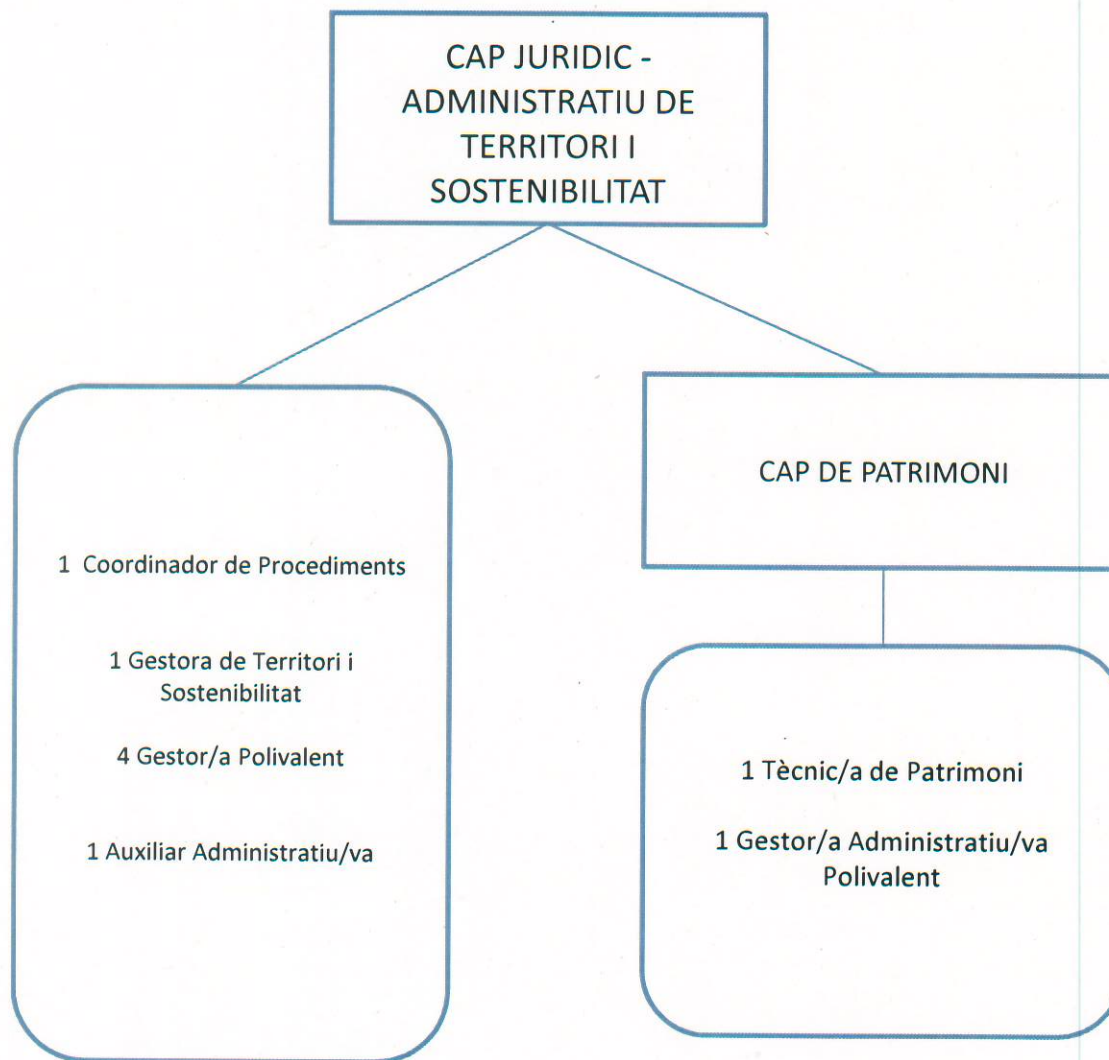 CAP JURIDIC -
ADMINISTRATIU DE
TERRITORI I
SOSTENIBILITAT
1 Coordinador de Procediments
1 Gestora de Territori i
Sostenibilitat
4 Gestor/a Polivalent
1 Auxiliar Administratiu/va
CAP DE PATRIMONI
1 Tècnic/a de Patrimoni
1 Gestor/a Administratiu/va
Polivalent